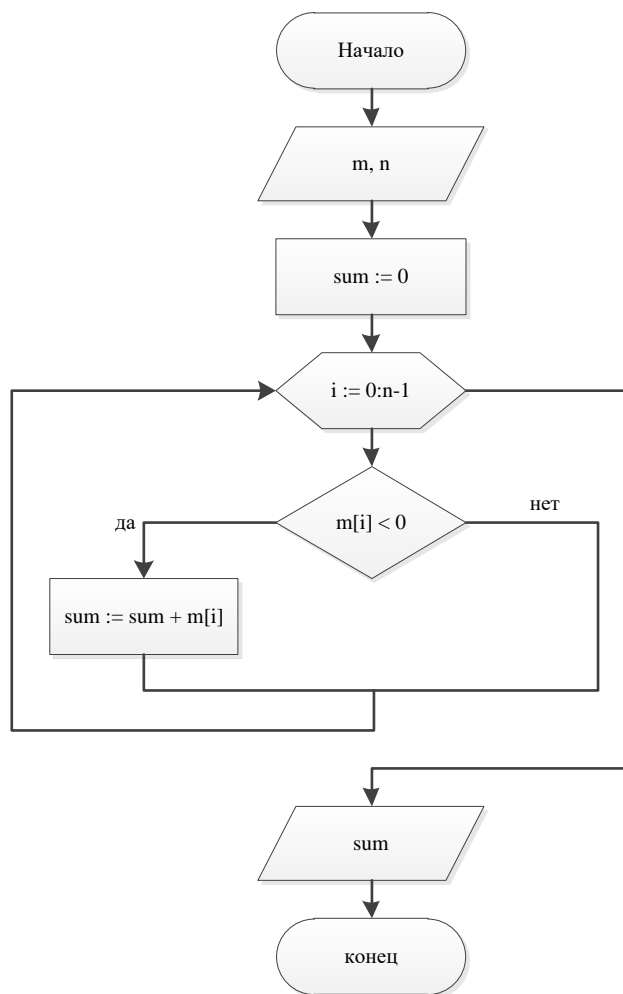 Начало
m, n
sum := 0
i := 0:n-1
m[i] < 0
да
нет
sum := sum + m[i]
sum
конец